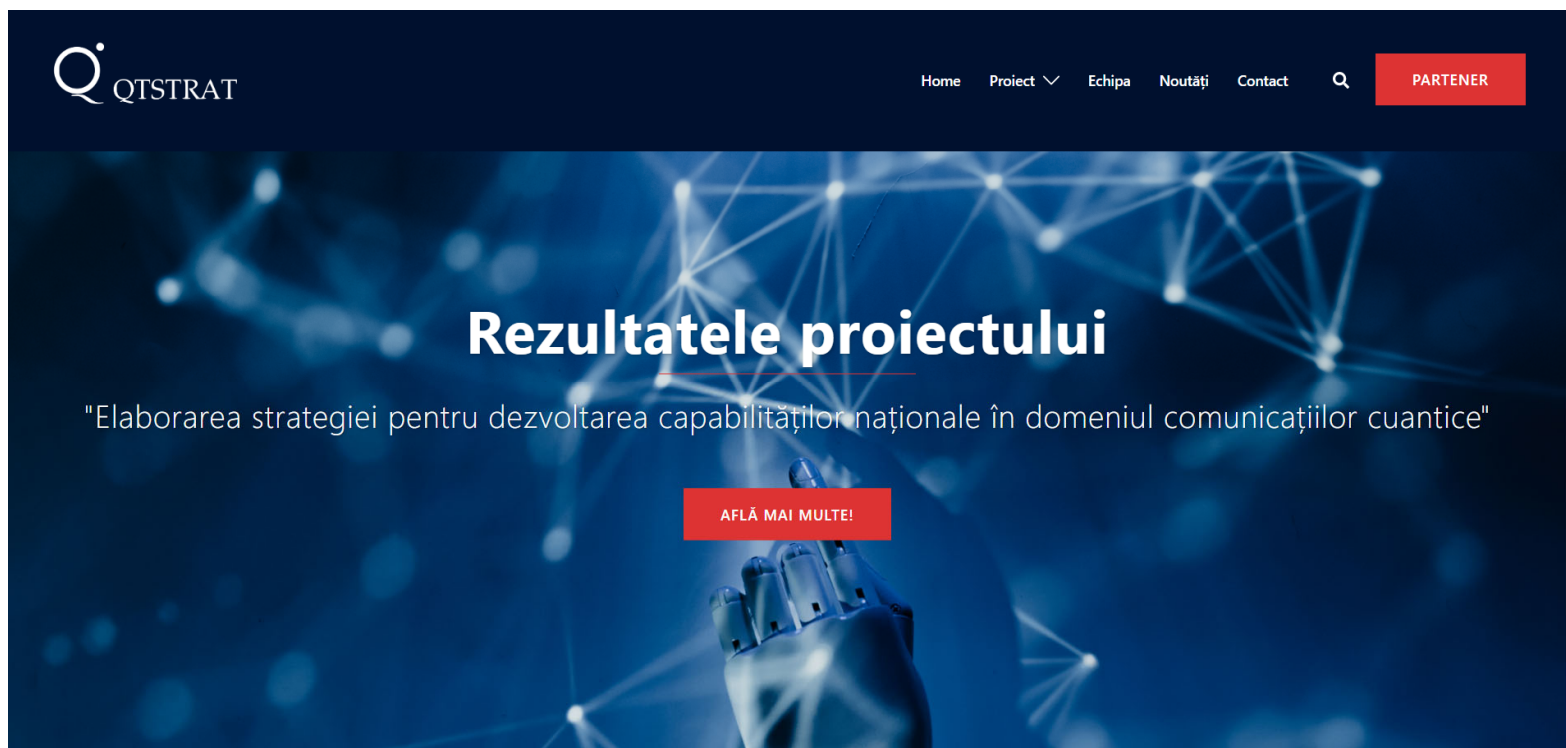 QTSTRAT
Home Proiect Echipa Noutăți Contact PARTENER
Rezultatele proiectului
"Elaborarea strategiei pentru dezvoltarea capabilităților naționale în domeniul comunicațiilor cuantice"
AFLĂ MAI MULTE!